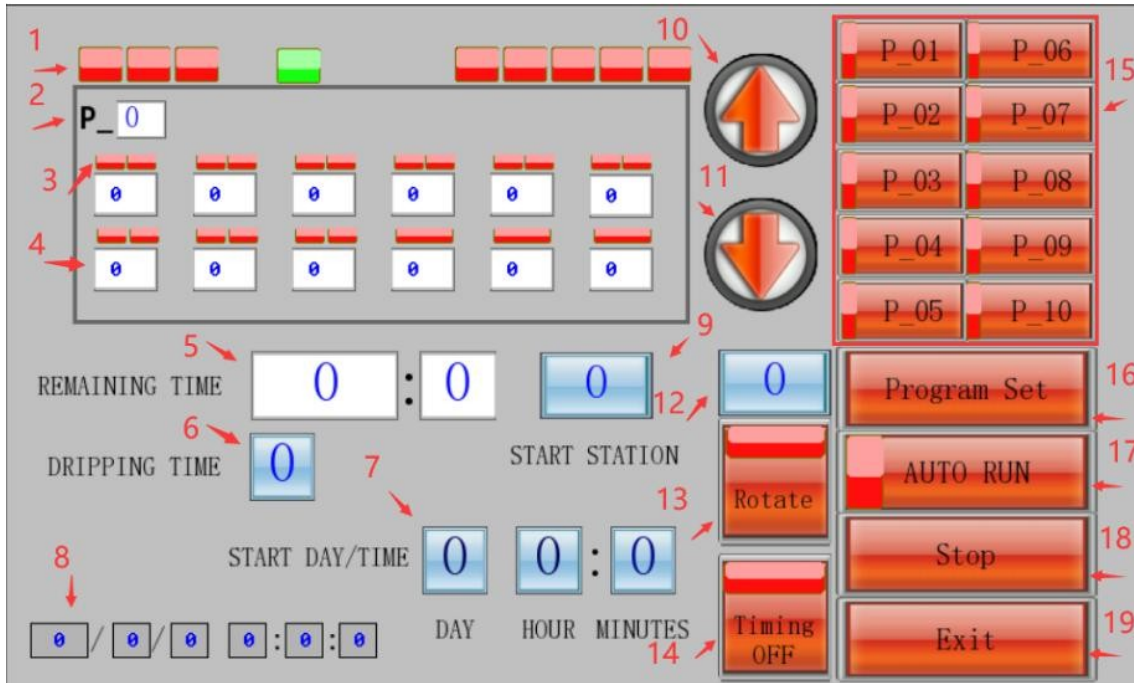 1
10
P_01 P_06
15
2
P_ 0
P_02 P_07
3
0 0 0 0 0 0
11
P_03 P_08
4
0 0 0 0 0 0
P_04 P_09
P_05 P_10
5
9
REMAINING TIME 0 : 0 0
12
0
Program Set
16
6
DRIPPING TIME 0
START STATION
7
13
Rotate
AUTO RUN
17
START DAY/TIME 0 0 : 0
Stop
18
8
DAY HOUR MINUTES
14
Timing
OFF
Exit
19
0 / 0 / 0 0 : 0 : 0